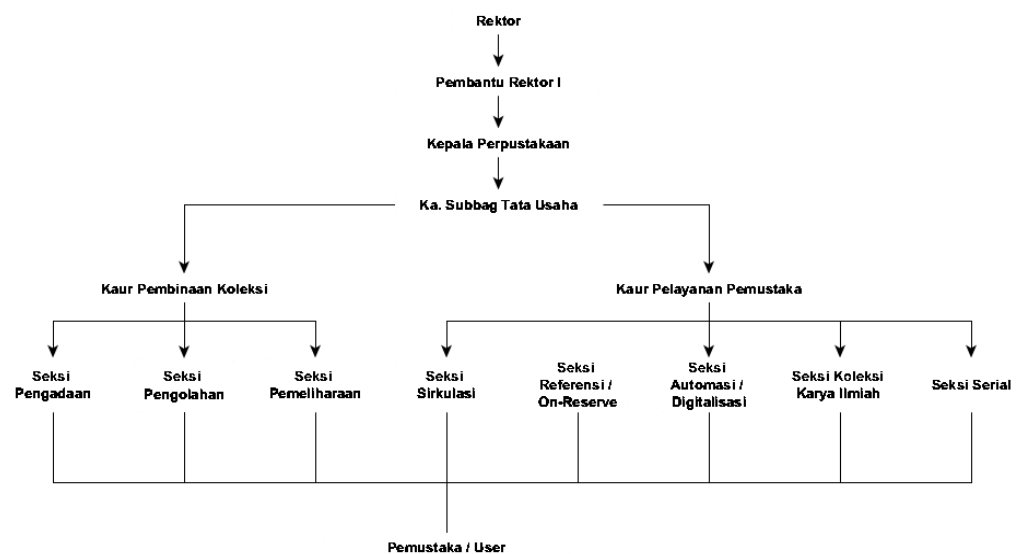 Rektor
Pembantu Rektor I
Kepala Perpustakaan
Ka. Subbag Tata Usaha
Kaur Pembinaan Koleksi
Kaur Pelayanan Pemustaka
Seksi
Pengadaan
Seksi
Pengolahan
Seksi
Pemeliharaan
Seksi
Sirkulasi
Seksi
Referensi /
On-Reserve
Seksi
Automasi /
Digitalisasi
Seksi Koleksi
Karya Ilmiah
Seksi Serial
Pemustaka / User